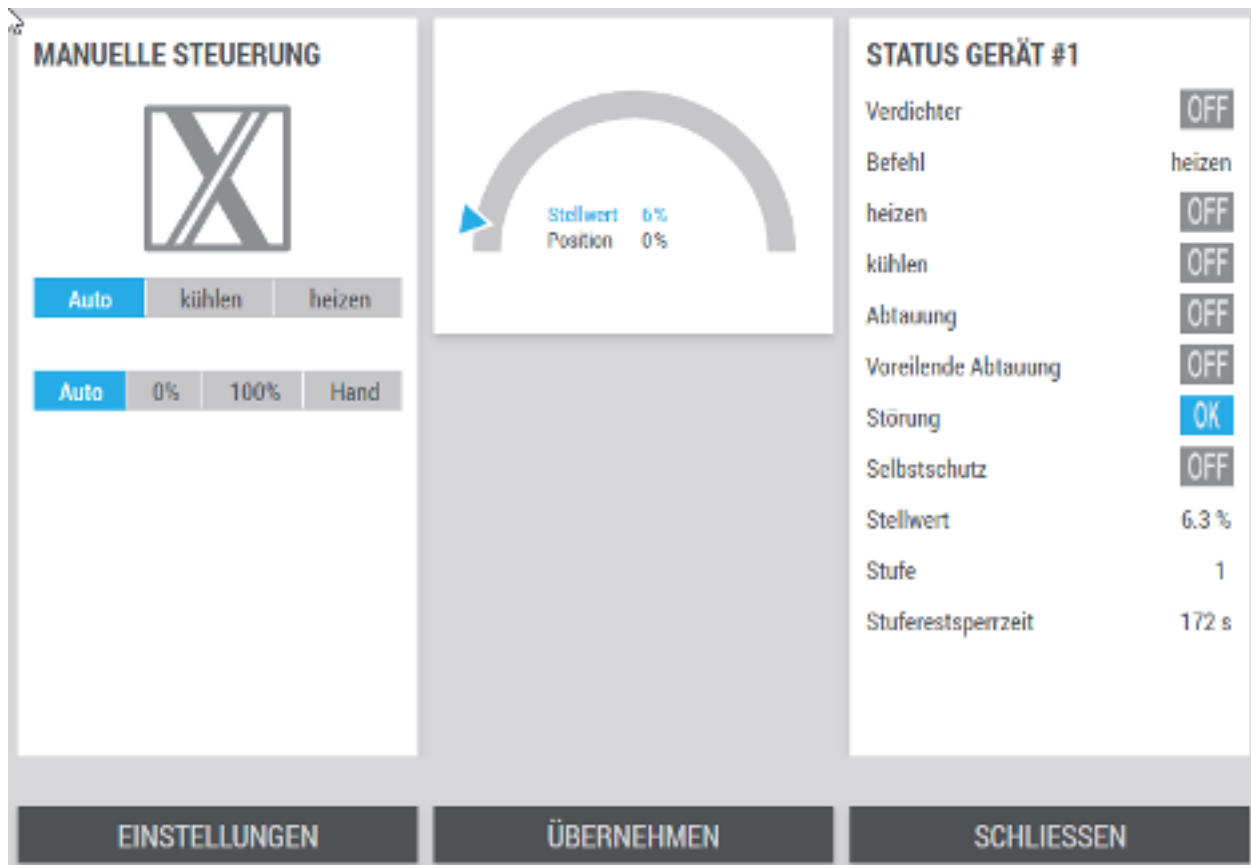 MANUELLE STEUERUNG
Auto kühlen heizen
Auto 0% 100% Hand
Stellwert 6%
Position 0%
STATUS GERÄT #1
Verdichter OFF
Befehl heizen
heizen OFF
kühlen OFF
Abtauung OFF
Voreilende Abtauung OFF
Störung OK
Selbstschutz OFF
Stellwert 6.3 %
Stufe 1
Stuferestsperrzeit 172 s
EINSTELLUNGEN
ÜBERNEHMEN
SCHLIESSEN